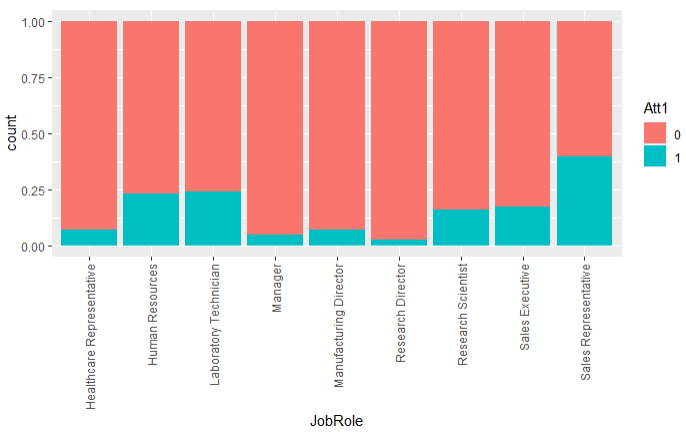 1.00
0.75
0.50
0.25
0.00
count
Healthcare Representative
Human Resources
Laboratory Technician
Manager
Manufacturing Director
Research Director
Research Scientist
Sales Executive
Sales Representative
JobRole
Att1
0
1